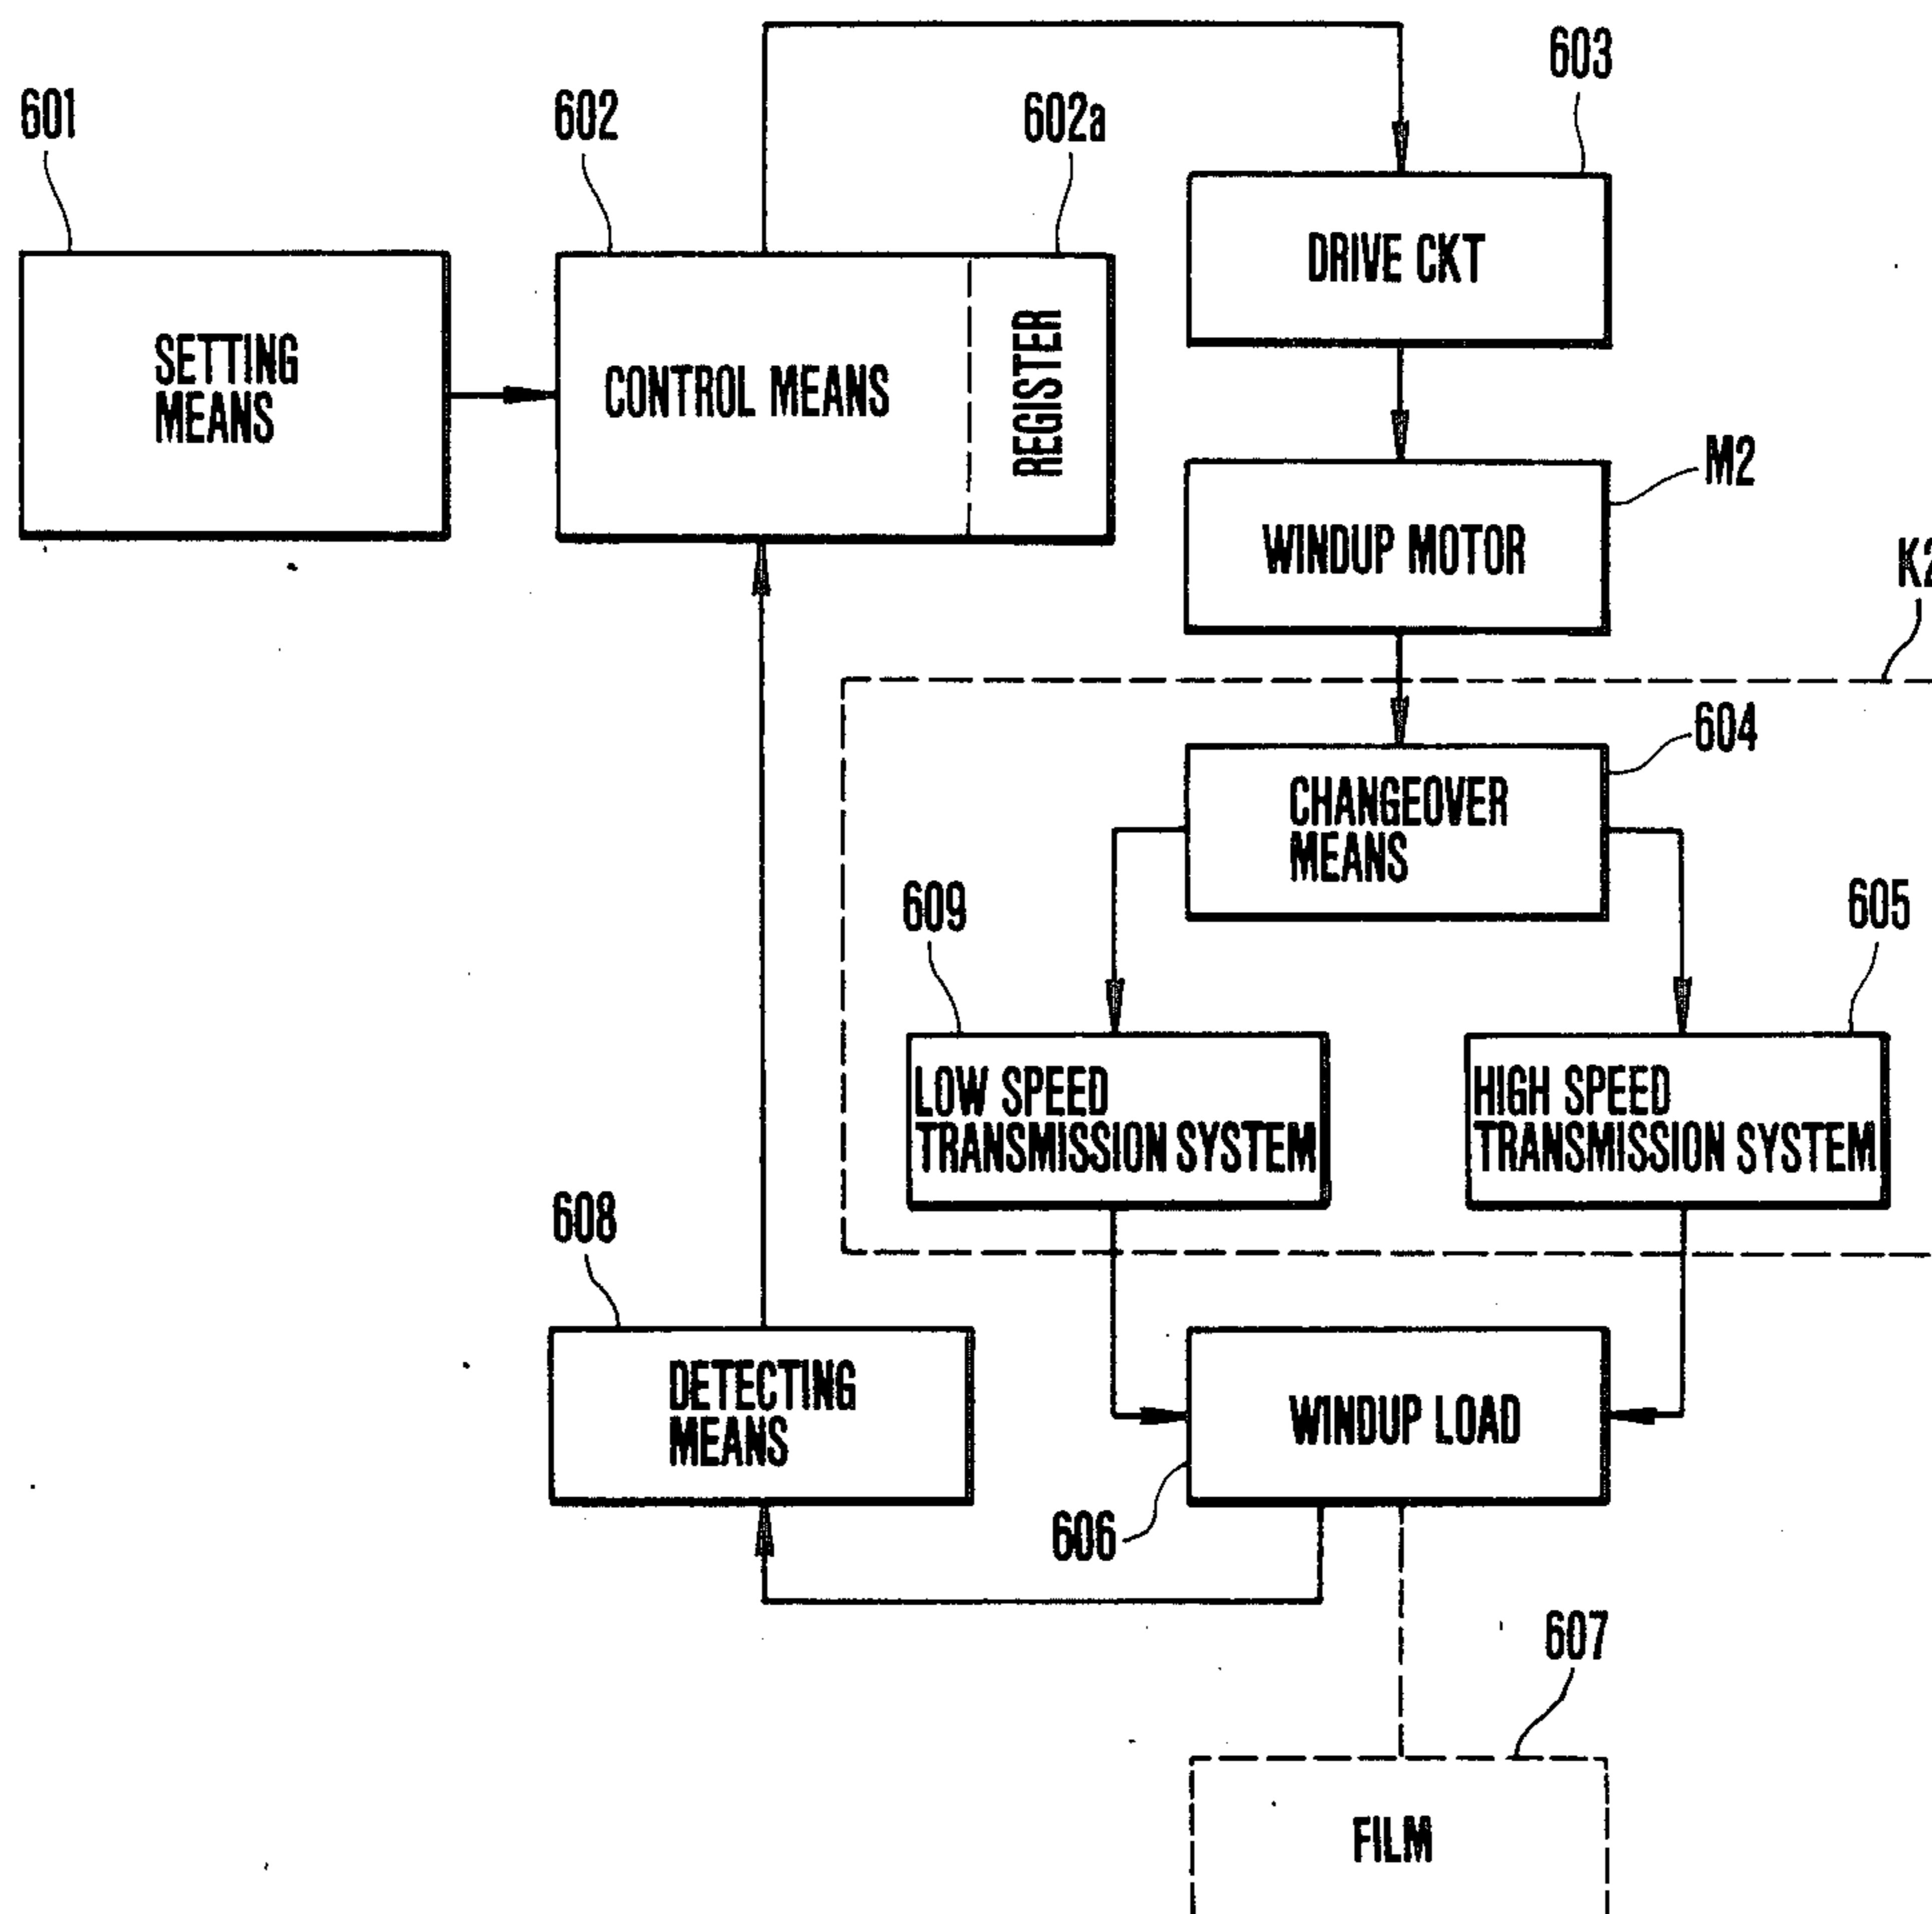 603
601
602
602a
DRIVE CKT
SETTING
MEANS
CONTROL MEANS
REGISTER
M2
WINDUP MOTOR
K2
604
CHANGEOVER
MEANS
609
605
LOW SPEED
TRANSMISSION SYSTEM
HIGH SPEED
TRANSMISSION SYSTEM
608
DETECTING
MEANS
WINDUP LOAD
606
607
FILM